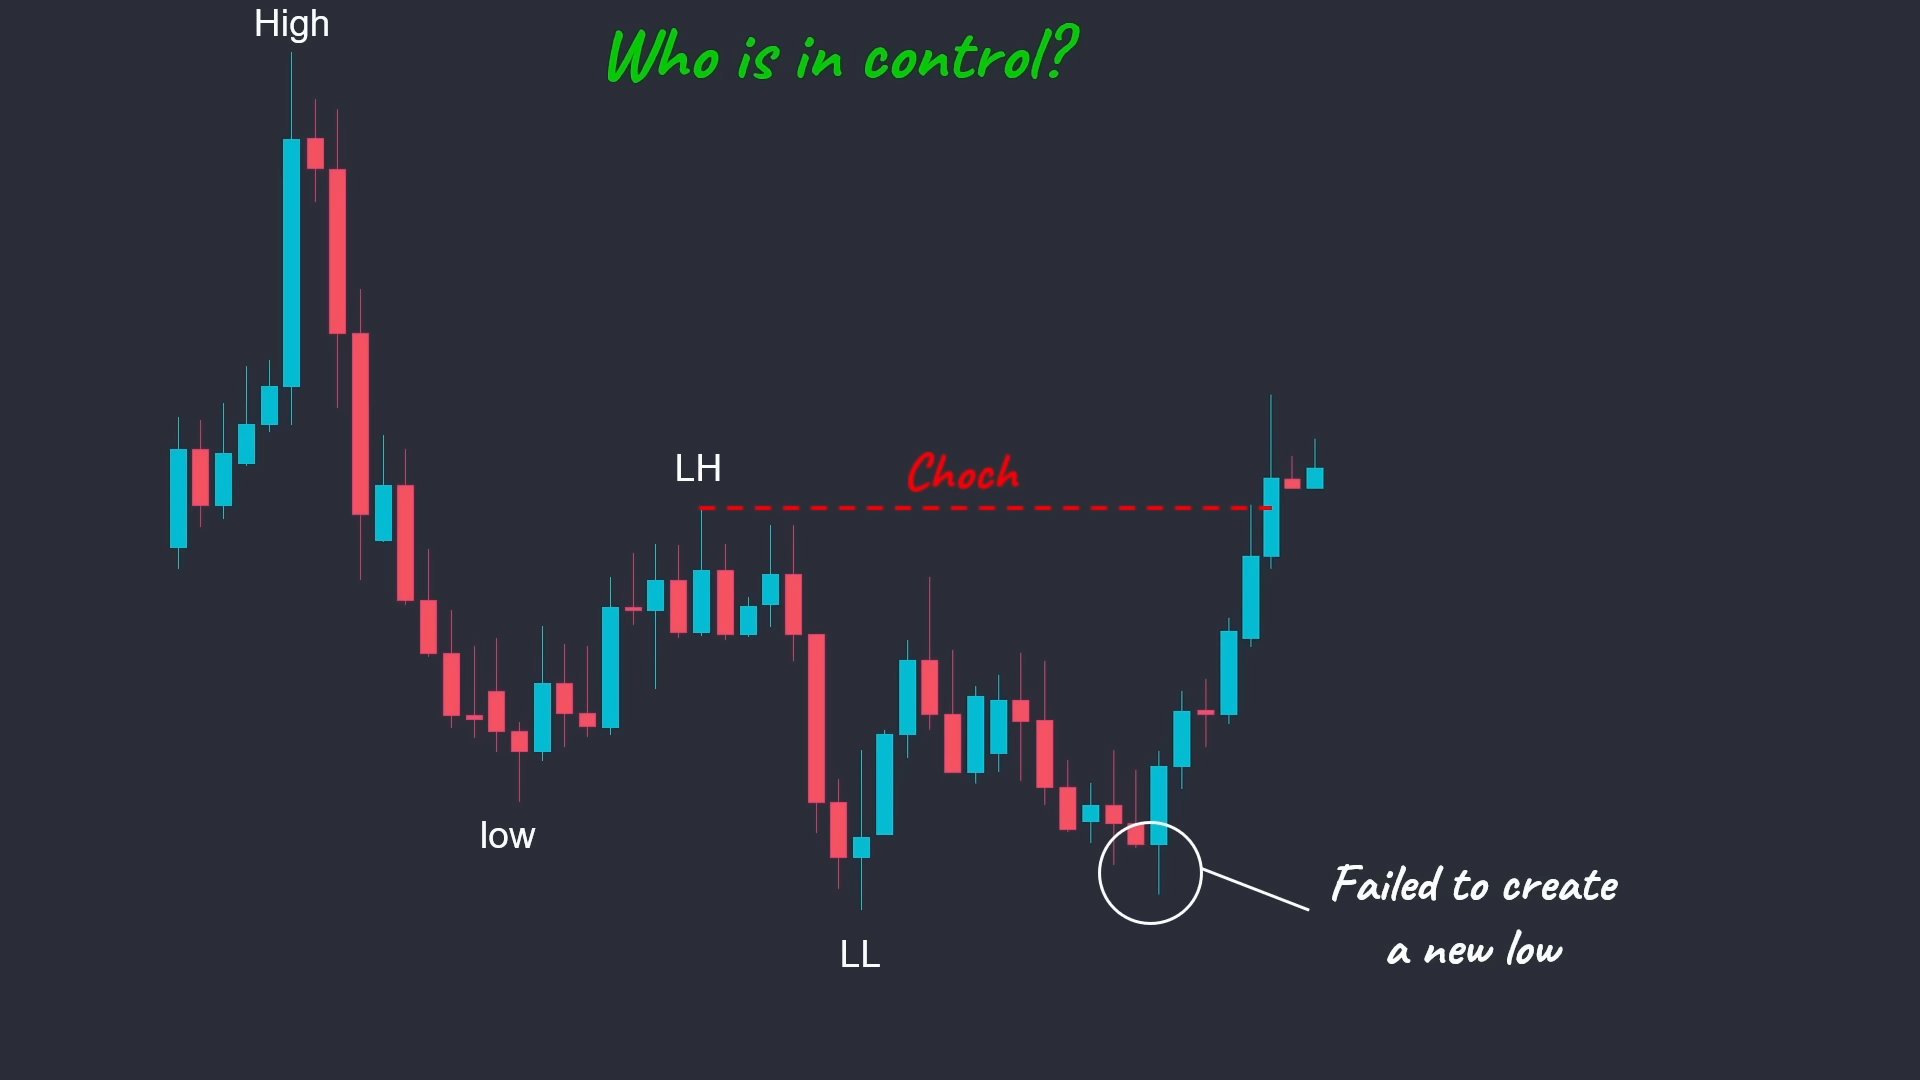 High
Who is in control?
LH
Choch
low
Failed to create
a new low
LL